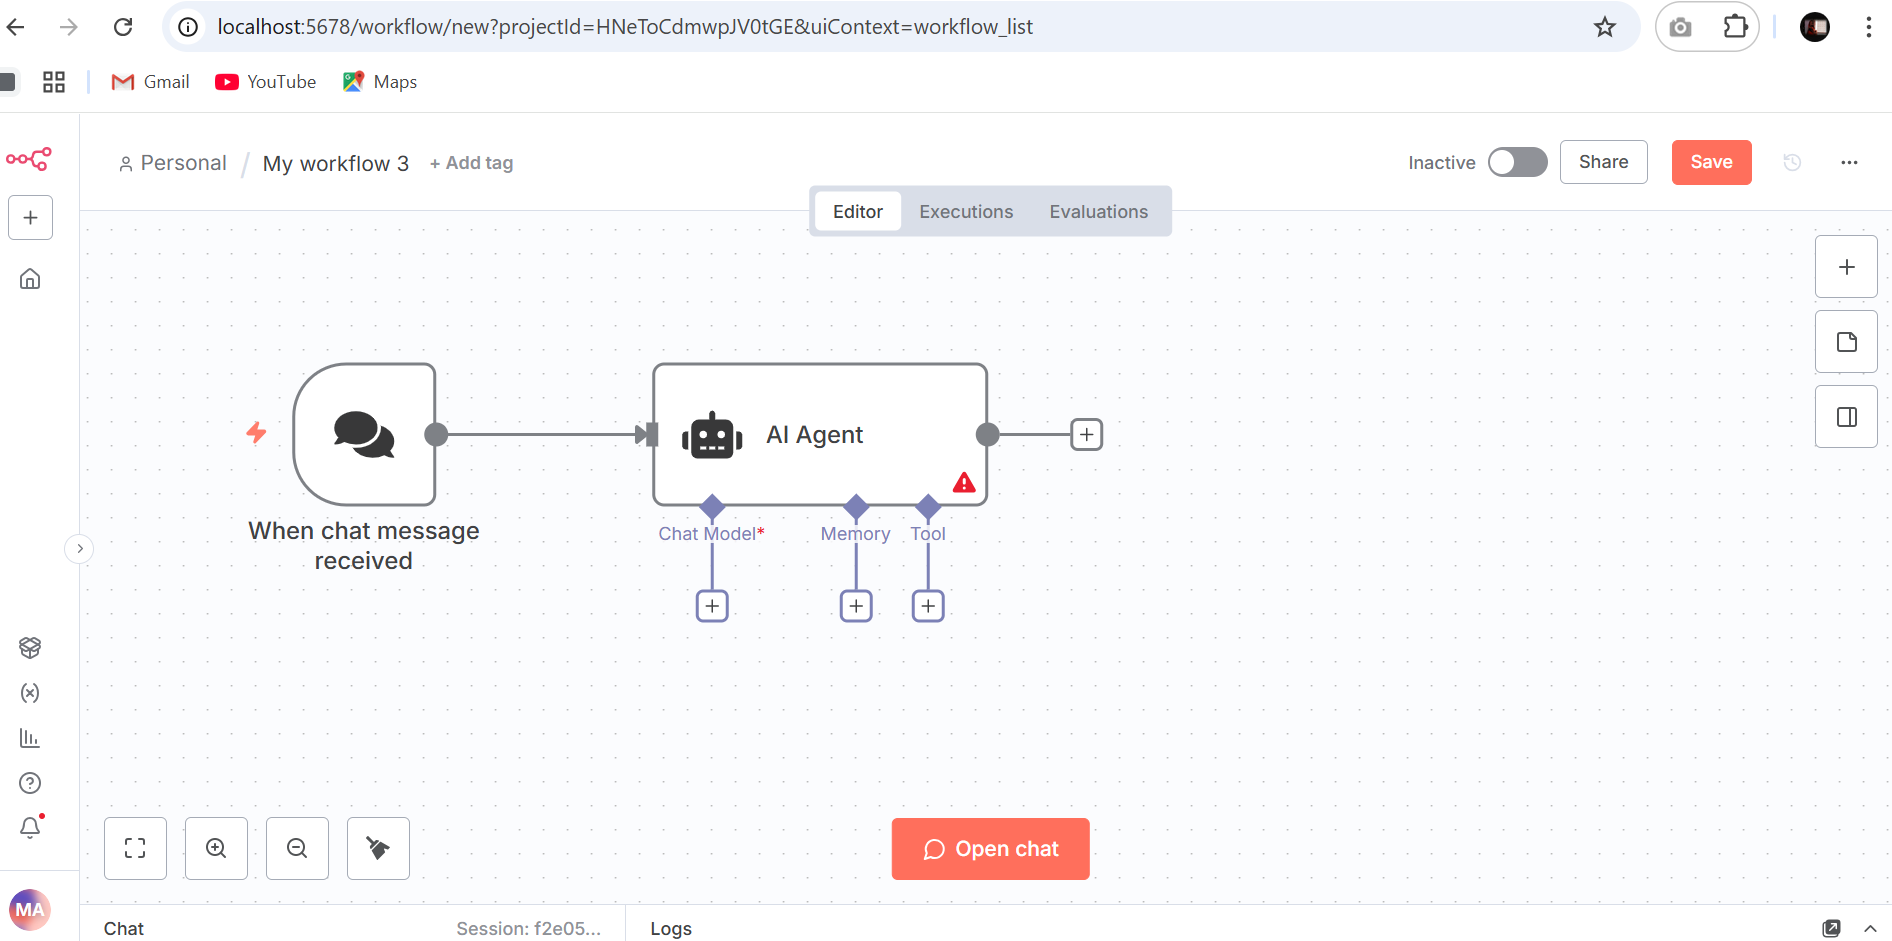 localhost:5678/workflow/new?projectId=HNeToCdmwpJV0tGE&uiContext=workflow_list
Gmail YouTube Maps
Personal / My workflow 3 + Add tag Inactive Share Save
Editor Executions Evaluations
AI Agent
When chat message
received
Chat Model* Memory Tool
Open chat
MA
Chat Session: f2e05... Logs